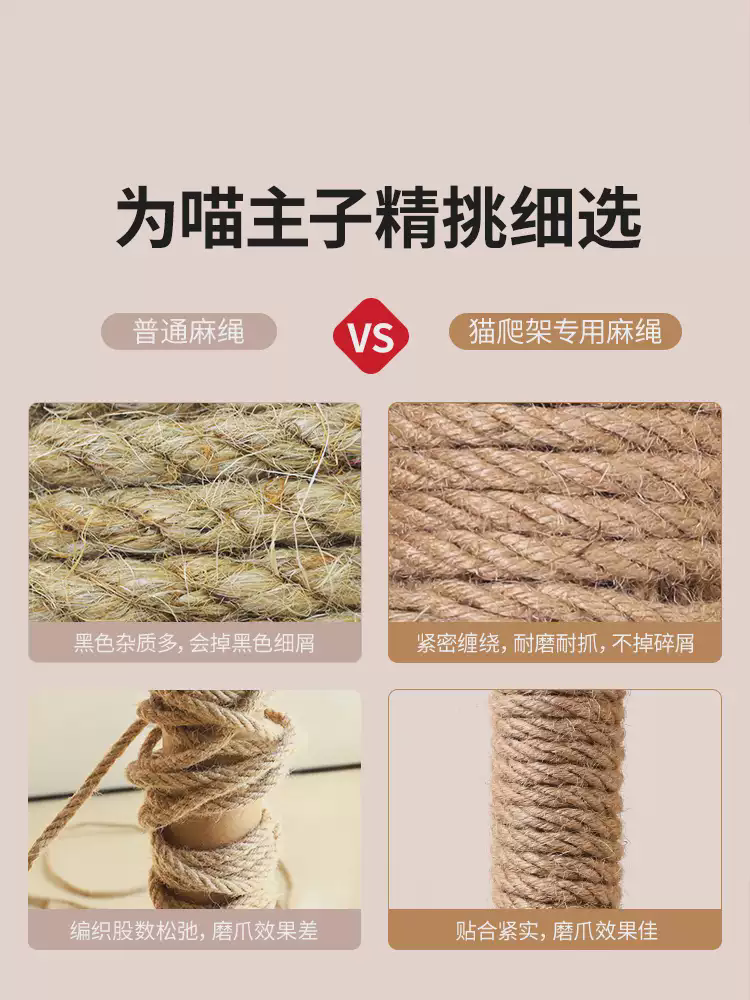 为喵主子精挑细选
普通麻绳
VS
猫爬架专用麻绳
黑色杂质多，会掉黑色细屑
紧密缠绕，耐磨耐抓，不掉碎屑
编织股数松弛，磨爪效果差
贴合紧实，磨爪效果佳